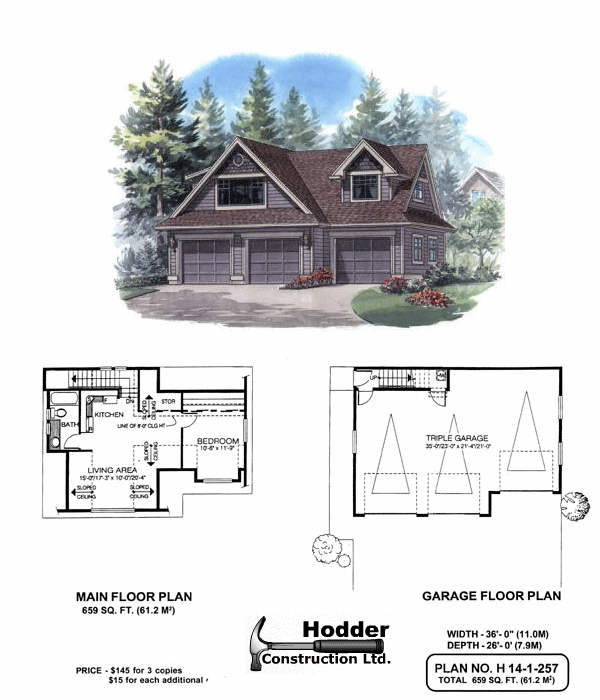 DN
STOR
KITCHEN
SLOPED
CEILING
LINE OF 8'-0" CLG HT
BATH
BEDROOM
10'-6" x 11'-9"
SLOPED
CEILING
LIVING AREA
15'-0"/17'-3" x 10'-0"/20'-4"
SLOPED
CEILING
SLOPED
CEILING
UP
TRIPLE GARAGE
35'-0"/23'-0" x 21'-4"/21'-0"
MAIN FLOOR PLAN
659 SQ. FT. (61.2 M²)
GARAGE FLOOR PLAN
Hodder
Construction Ltd.
WIDTH - 36'- 0" (11.0M)
DEPTH - 26'- 0' (7.9M)
PRICE - $145 for 3 copies
$15 for each additional
PLAN NO. H 14-1-257
TOTAL 659 SQ. FT. (61.2 M²)